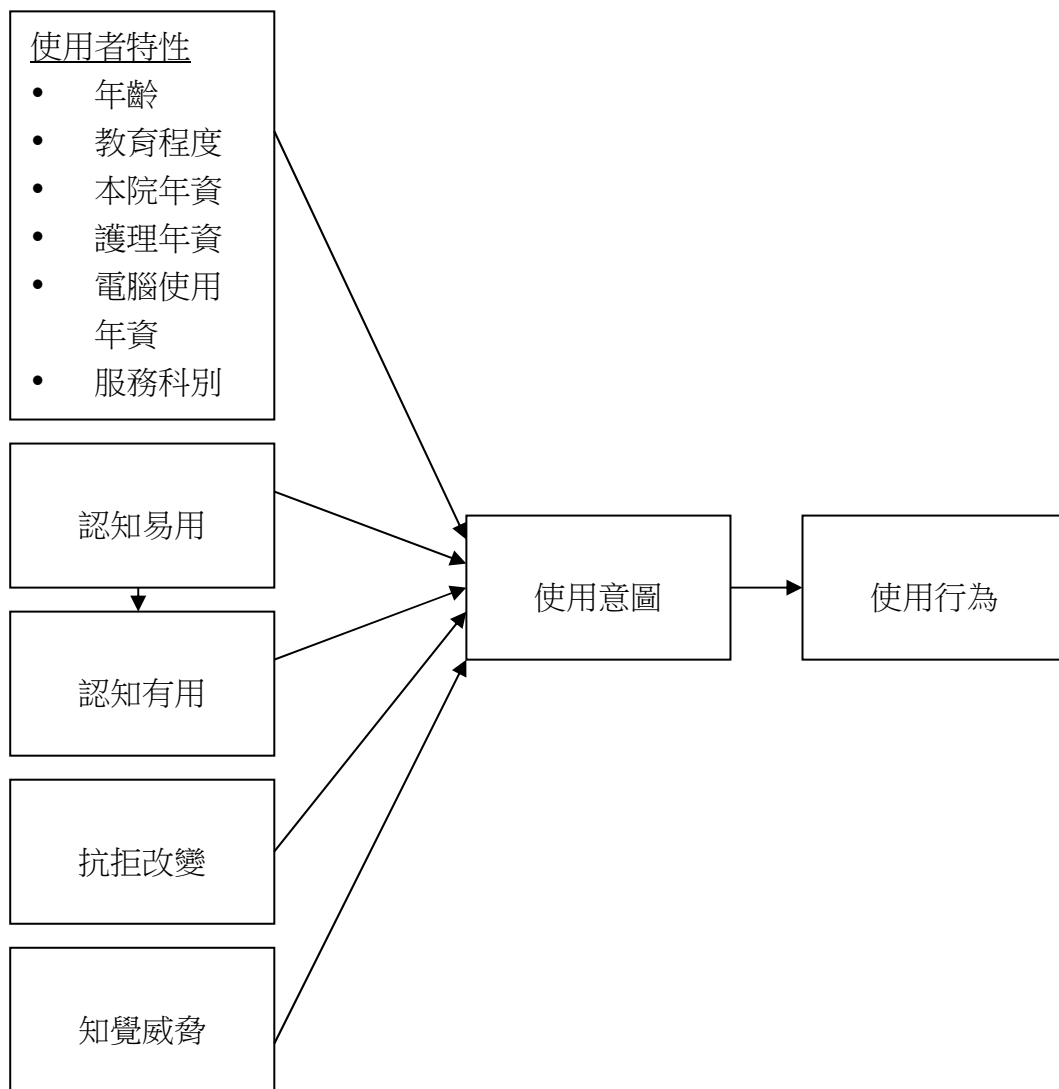 使用者特性
• 年齡
• 教育程度
• 本院年資
• 護理年資
• 電腦使用
年資
• 服務科別
認知易用
認知有用
抗拒改變
知覺威脅
使用意圖
使用行為